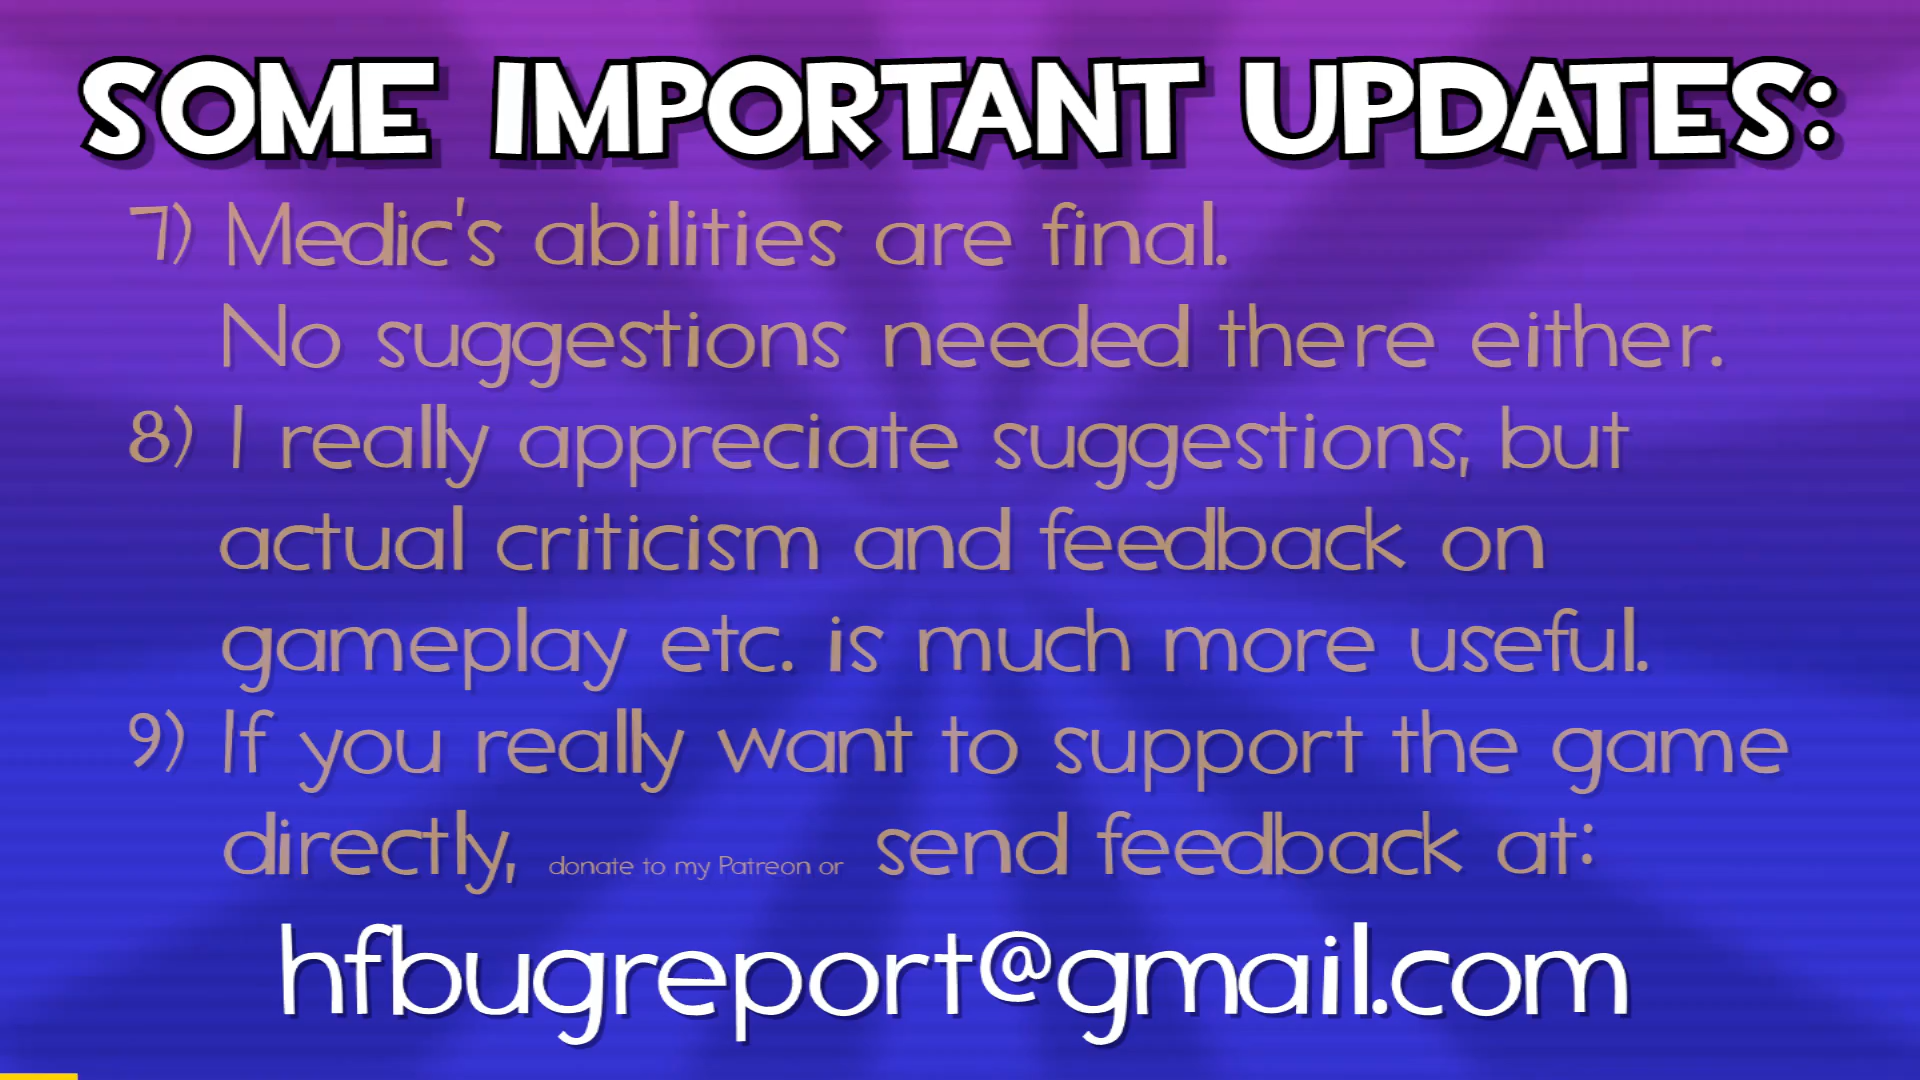 SOME IMPORTANT UPDATES:
7) Medic's abilities are final.
No suggestions needed there either.
8) I really appreciate suggestions, but
actual criticism and feedback on
gameplay etc. is much more useful.
9) If you really want to support the game
directly, donate to my Patreon or send feedback at:
hfbugreport@gmail.com